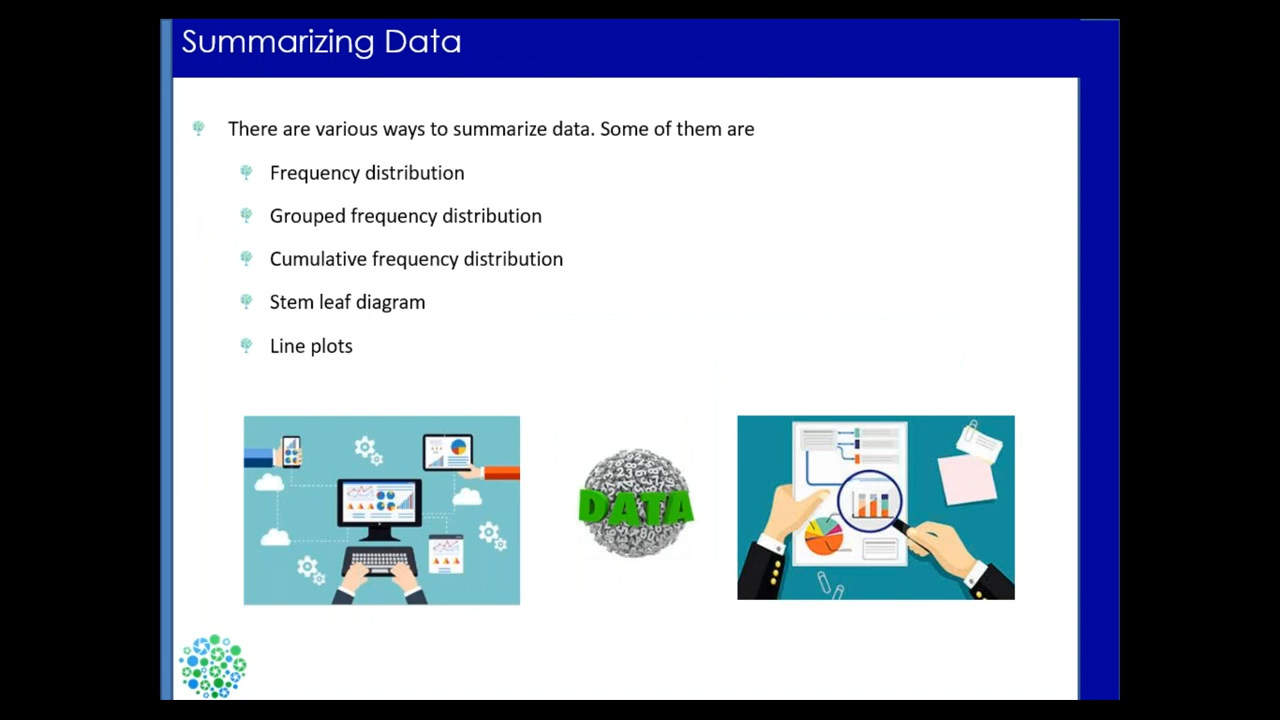 Summarizing Data
There are various ways to summarize data. Some of them are
Frequency distribution
Grouped frequency distribution
Cumulative frequency distribution
Stem leaf diagram
Line plots
DATA